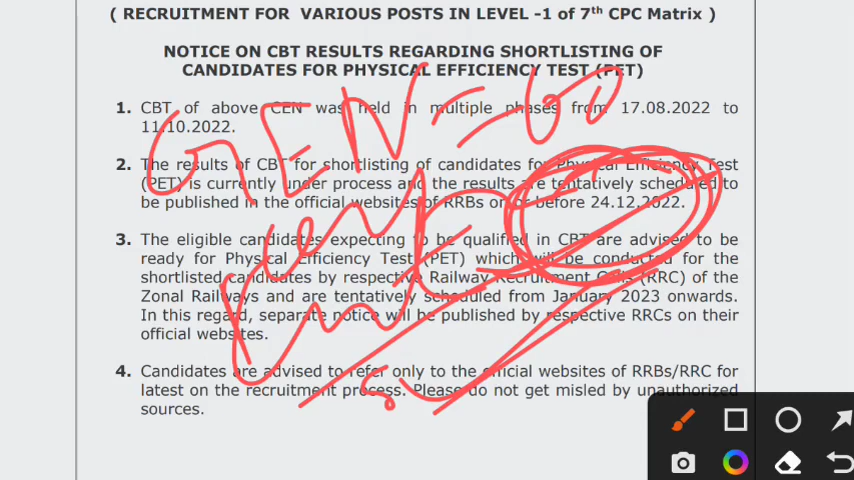 ( RECRUITMENT FOR VARIOUS POSTS IN LEVEL -1 of 7th CPC Matrix )
NOTICE ON CBT RESULTS REGARDING SHORTLISTING OF
CANDIDATES FOR PHYSICAL EFFICIENCY TEST (PET)
1. CBT of above CEN was held in multiple phases from 17.08.2022 to
11.10.2022.
2. The results of CBT for shortlisting of candidates for Physical Efficiency Test
(PET) is currently under process and the results are tentatively scheduled to
be published in the official websites of RRBs on or before 24.12.2022.
3. The eligible candidates expecting to be qualified in CBT are advised to be
ready for Physical Efficiency Test (PET) which will be conducted for the
shortlisted candidates by respective Railway Recruitment Cells (RRC) of the
Zonal Railways and are tentatively scheduled from January 2023 onwards.
In this regard, separate notice will be published by respective RRCs on their
official websites.
4. Candidates are advised to refer only to the official websites of RRBs/RRC for
latest on the recruitment process. Please do not get misled by unauthorized
sources.
GEN - 60